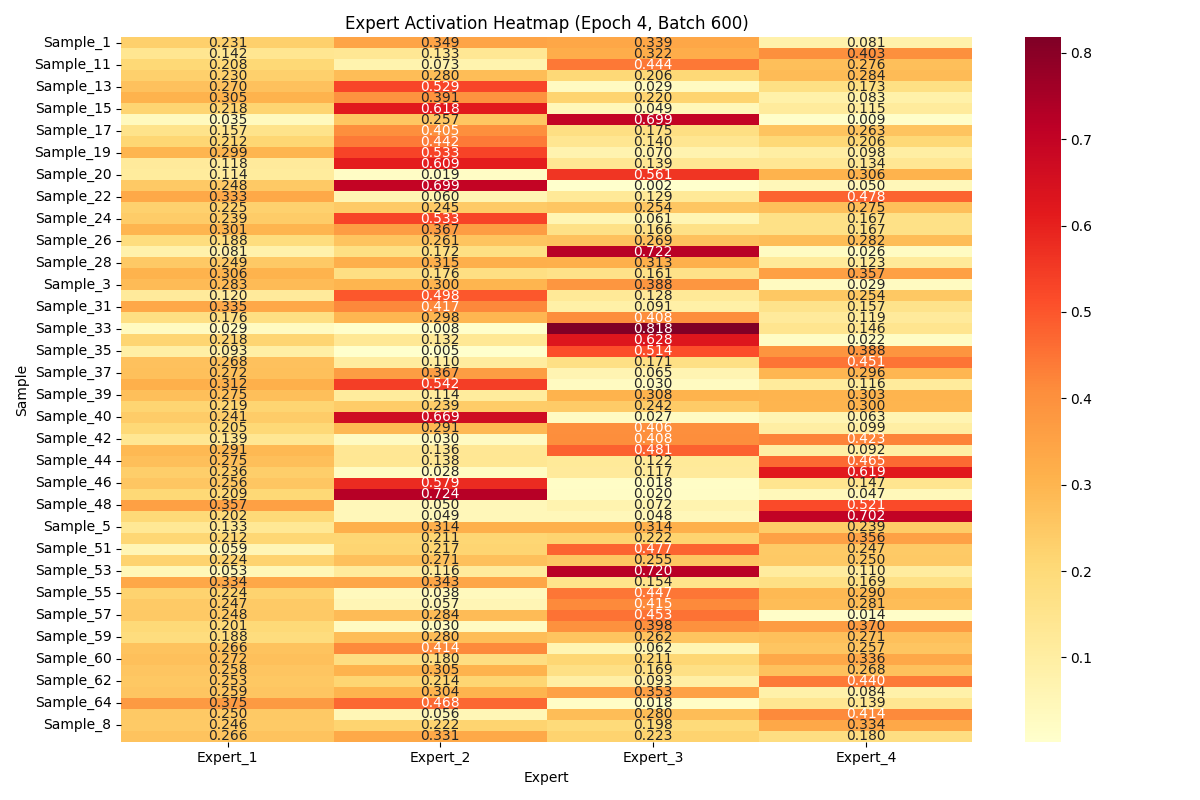 Expert Activation Heatmap (Epoch 4, Batch 600)
Sample_1 0.231 0.349 0.339 0.081
0.142 0.133 0.322 0.403
Sample_11 0.208 0.073 0.444 0.276
0.230 0.280 0.206 0.284
Sample_13 0.270 0.529 0.029 0.173
0.305 0.391 0.220 0.083
Sample_15 0.218 0.618 0.049 0.115
0.035 0.257 0.699 0.009
Sample_17 0.157 0.405 0.175 0.263
0.212 0.442 0.140 0.206
Sample_19 0.299 0.533 0.070 0.098
0.118 0.609 0.139 0.134
Sample_20 0.114 0.019 0.561 0.306
0.248 0.699 0.002 0.050
Sample_22 0.333 0.060 0.129 0.478
0.225 0.245 0.254 0.275
Sample_24 0.239 0.533 0.061 0.167
0.301 0.367 0.166 0.167
Sample_26 0.188 0.261 0.269 0.282
0.081 0.172 0.722 0.026
Sample_28 0.249 0.315 0.313 0.123
0.306 0.176 0.161 0.357
Sample_3 0.283 0.300 0.388 0.029
0.120 0.498 0.128 0.254
Sample_31 0.335 0.417 0.091 0.157
0.176 0.298 0.408 0.119
Sample_33 0.029 0.008 0.818 0.146
0.218 0.132 0.628 0.022
Sample_35 0.093 0.005 0.514 0.388
0.268 0.110 0.171 0.451
Sample_37 0.272 0.367 0.065 0.296
0.312 0.542 0.030 0.116
Sample_39 0.275 0.114 0.308 0.303
0.219 0.239 0.242 0.300
Sample_40 0.241 0.669 0.027 0.063
0.205 0.291 0.406 0.099
Sample_42 0.139 0.030 0.408 0.423
0.291 0.136 0.481 0.092
Sample_44 0.275 0.138 0.122 0.465
0.236 0.028 0.117 0.619
Sample_46 0.256 0.579 0.018 0.147
0.209 0.724 0.020 0.047
Sample_48 0.357 0.050 0.072 0.521
0.202 0.049 0.048 0.702
Sample_5 0.133 0.314 0.314 0.239
0.212 0.211 0.222 0.356
Sample_51 0.059 0.217 0.477 0.247
0.224 0.271 0.255 0.250
Sample_53 0.053 0.116 0.720 0.110
0.334 0.343 0.154 0.169
Sample_55 0.224 0.038 0.447 0.290
0.247 0.057 0.415 0.281
Sample_57 0.248 0.284 0.453 0.014
0.201 0.030 0.398 0.370
Sample_59 0.188 0.280 0.262 0.271
0.266 0.414 0.062 0.257
Sample_60 0.272 0.180 0.211 0.336
0.258 0.305 0.169 0.268
Sample_62 0.253 0.214 0.093 0.440
0.259 0.304 0.353 0.084
Sample_64 0.375 0.468 0.018 0.139
0.250 0.056 0.280 0.414
Sample_8 0.246 0.222 0.198 0.334
0.266 0.331 0.223 0.180
Expert_1 Expert_2 Expert_3 Expert_4
Expert
Sample
0.8
0.7
0.6
0.5
0.4
0.3
0.2
0.1